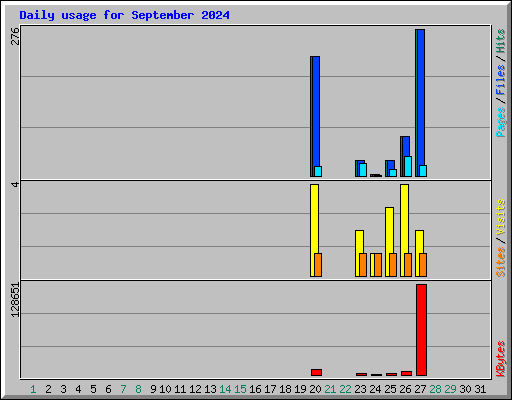 Daily usage for September 2024
276
Pages/Files/Hits
4
Sites/Visits
128651
KBytes
1 2 3 4 5 6 7 8 9 10 11 12 13 14 15 16 17 18 19 20 21 22 23 24 25 26 27 28 29 30 31